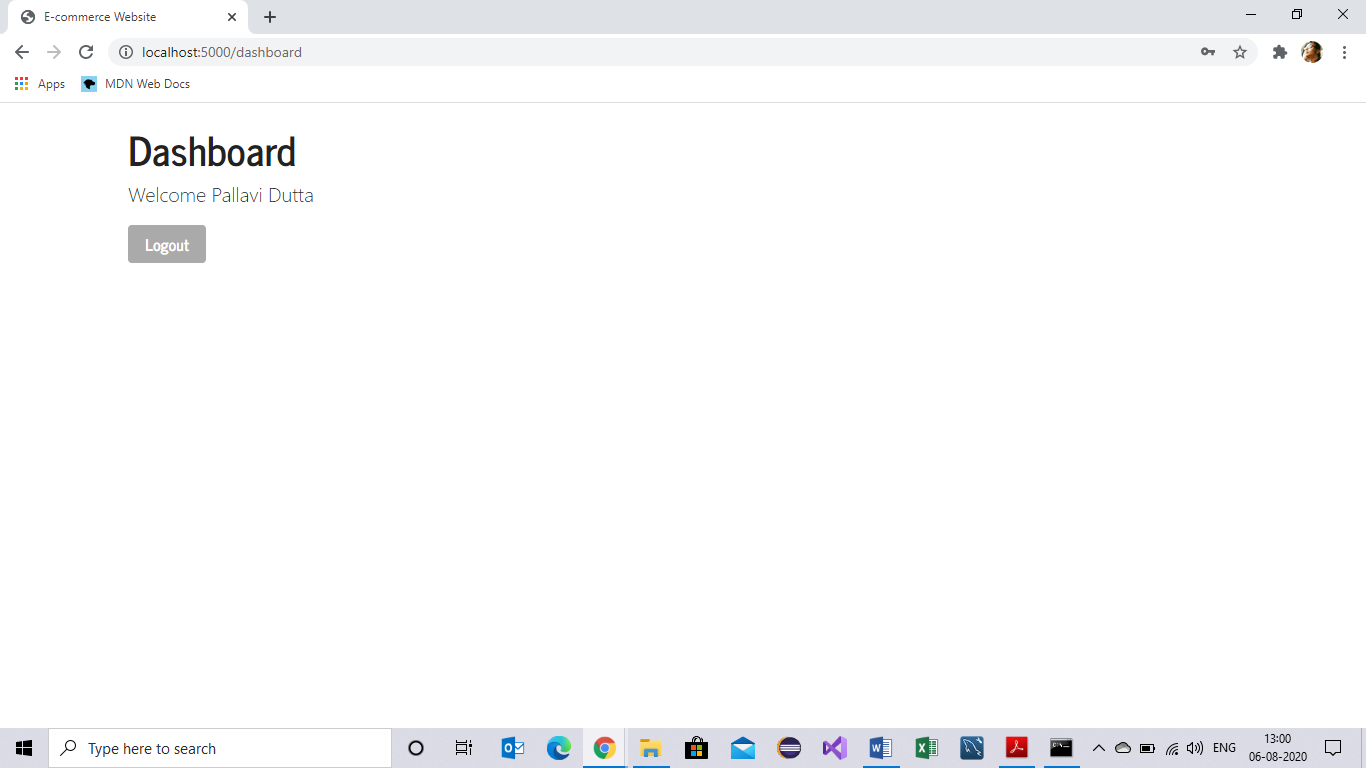 E-commerce Website
localhost:5000/dashboard
Apps
MDN Web Docs
Dashboard
Welcome Pallavi Dutta
Logout
Type here to search
ENG
13:00
06-08-2020